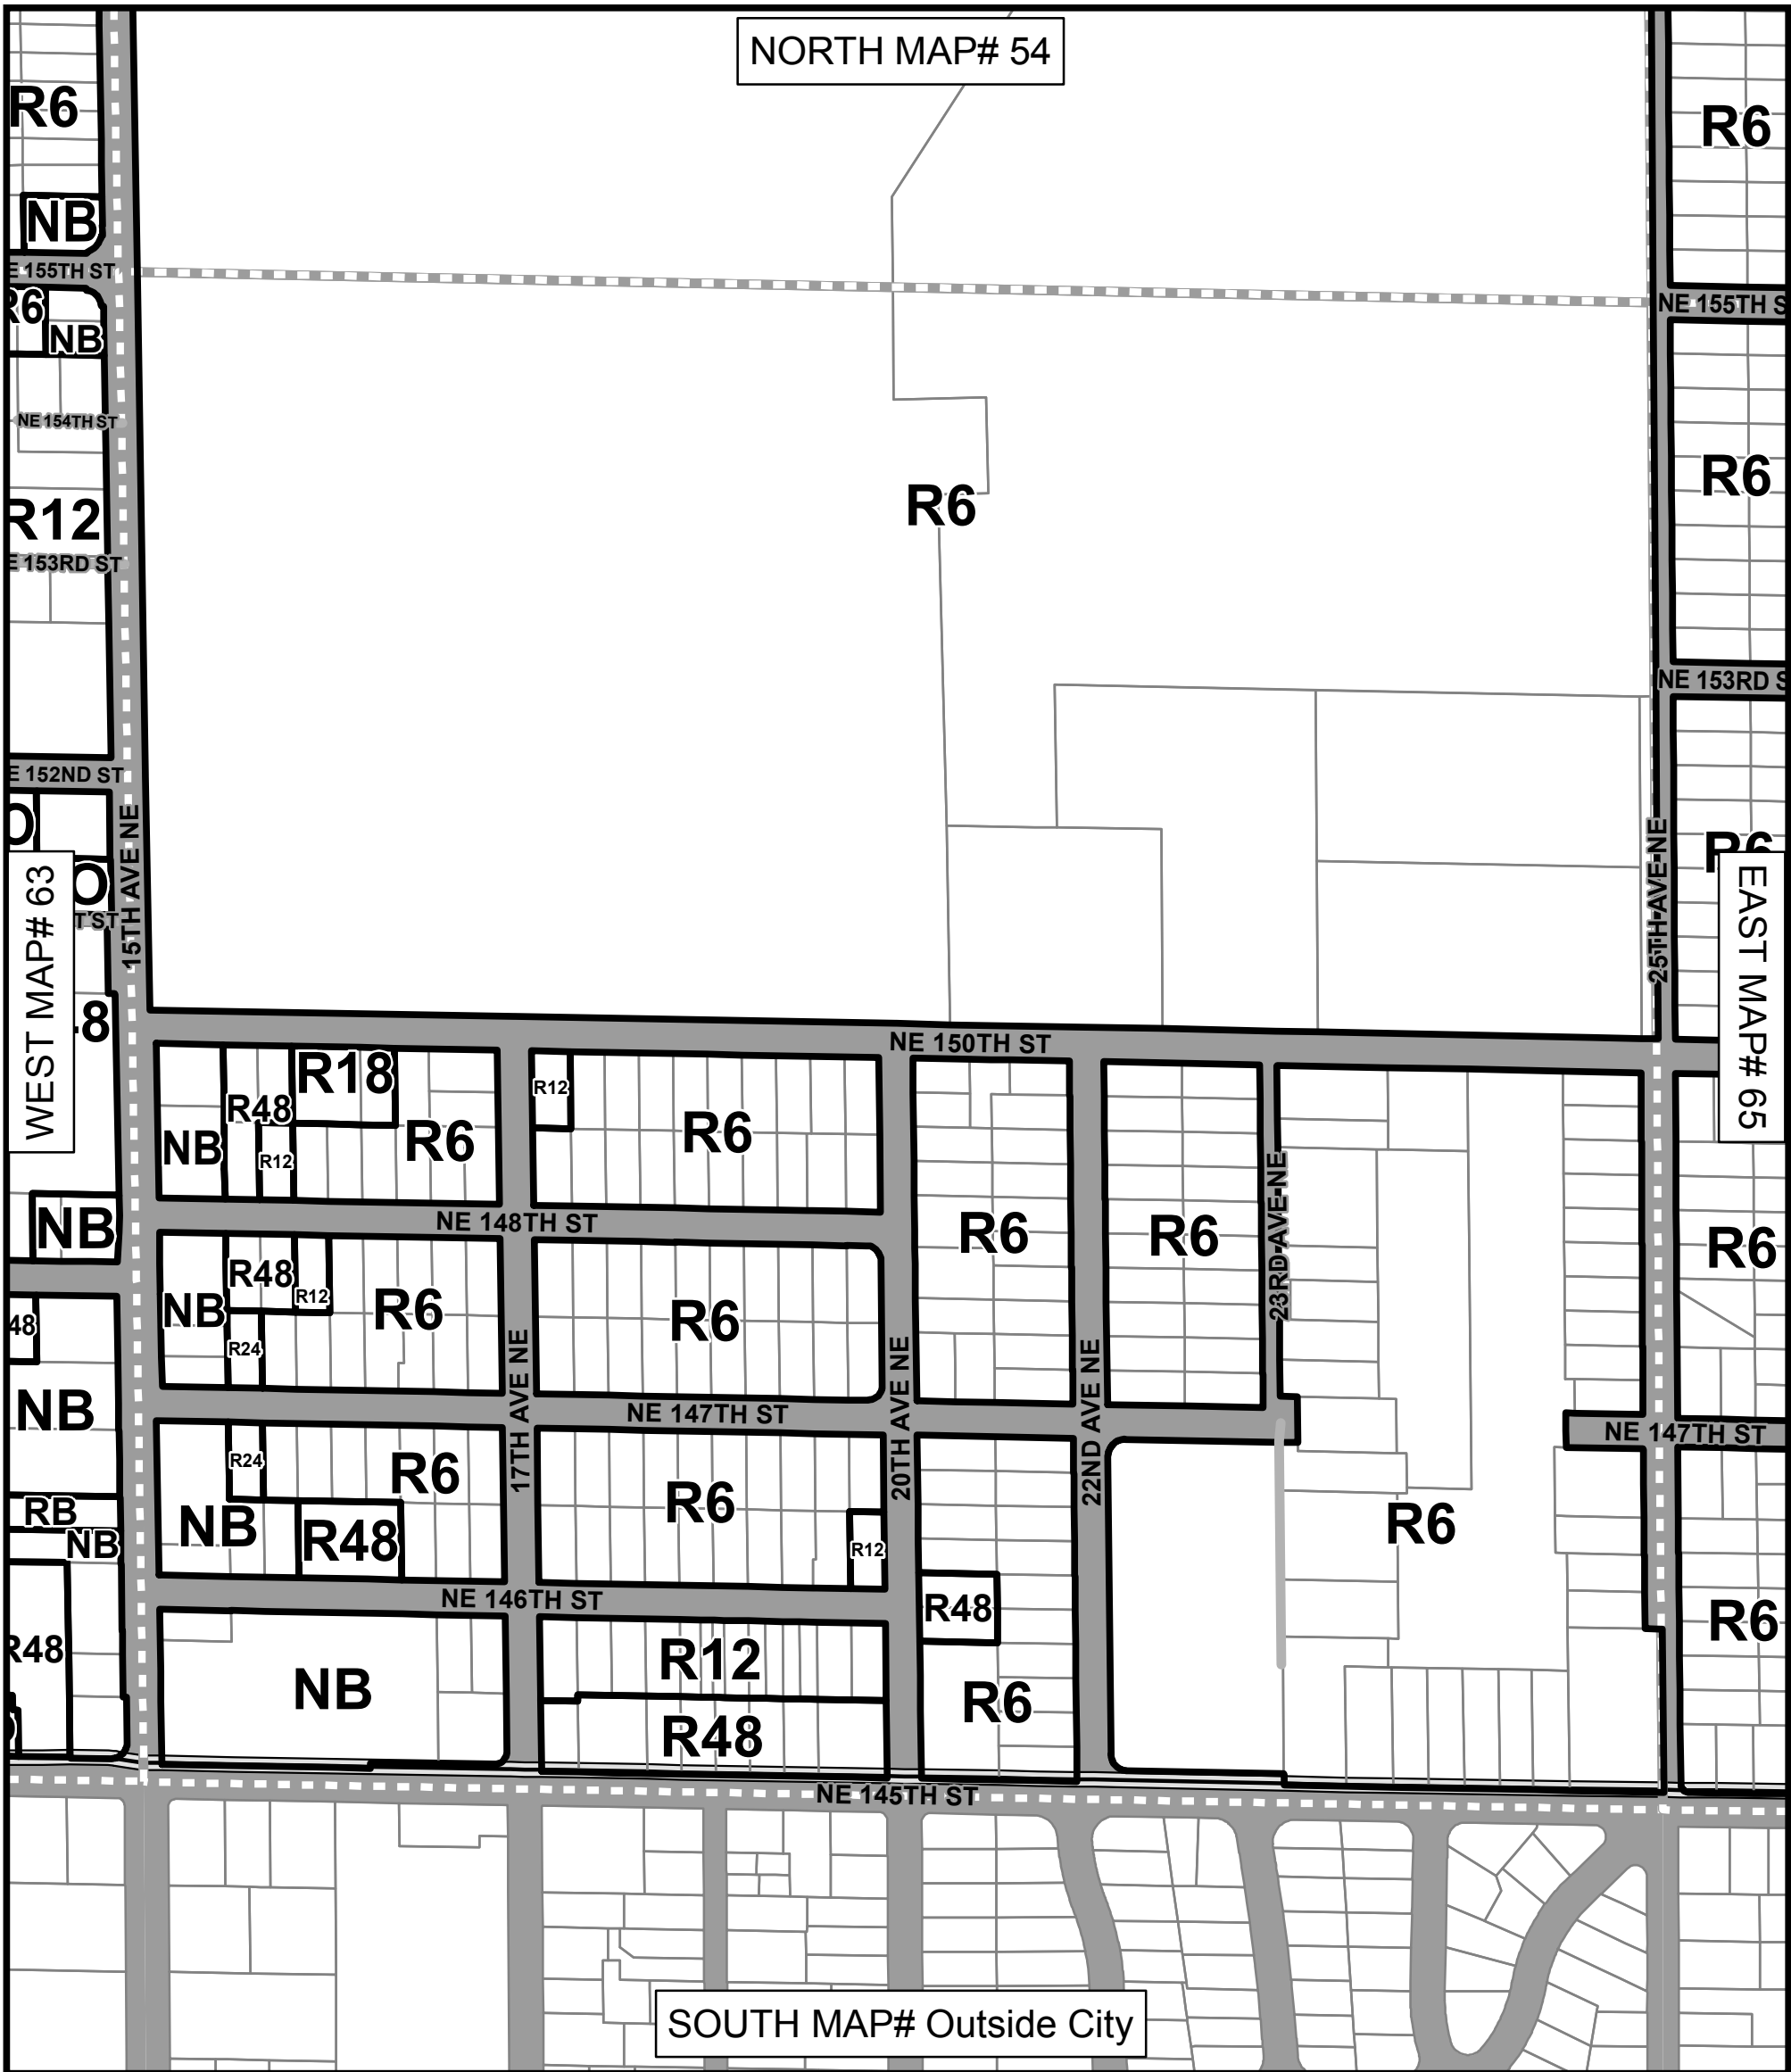 NORTH MAP# 54
R6
R6
NB
E 155TH ST
NE 155TH S
R6
NB
NE 154TH ST
R6
R6
R12
E 153RD ST
NE 153RD S
E 152ND ST
O
R6
15TH AVE NE
25TH AVE NE
WEST MAP# 63
EAST MAP# 65
O
T ST
8
NE 150TH ST
R18
R48
R12
NB
R12
R6
R6
23RD AVE NE
NB
NE 148TH ST
R6
R6
R6
R48
R12
NB
R6
R6
48
R24
17TH AVE NE
20TH AVE NE
22ND AVE NE
NB
NE 147TH ST
NE 147TH ST
R24
R6
NB
R48
R6
R12
R6
RB
NB
NE 146TH ST
R48
R48
R6
R12
NB
R6
R48
NE 145TH ST
SOUTH MAP# Outside City